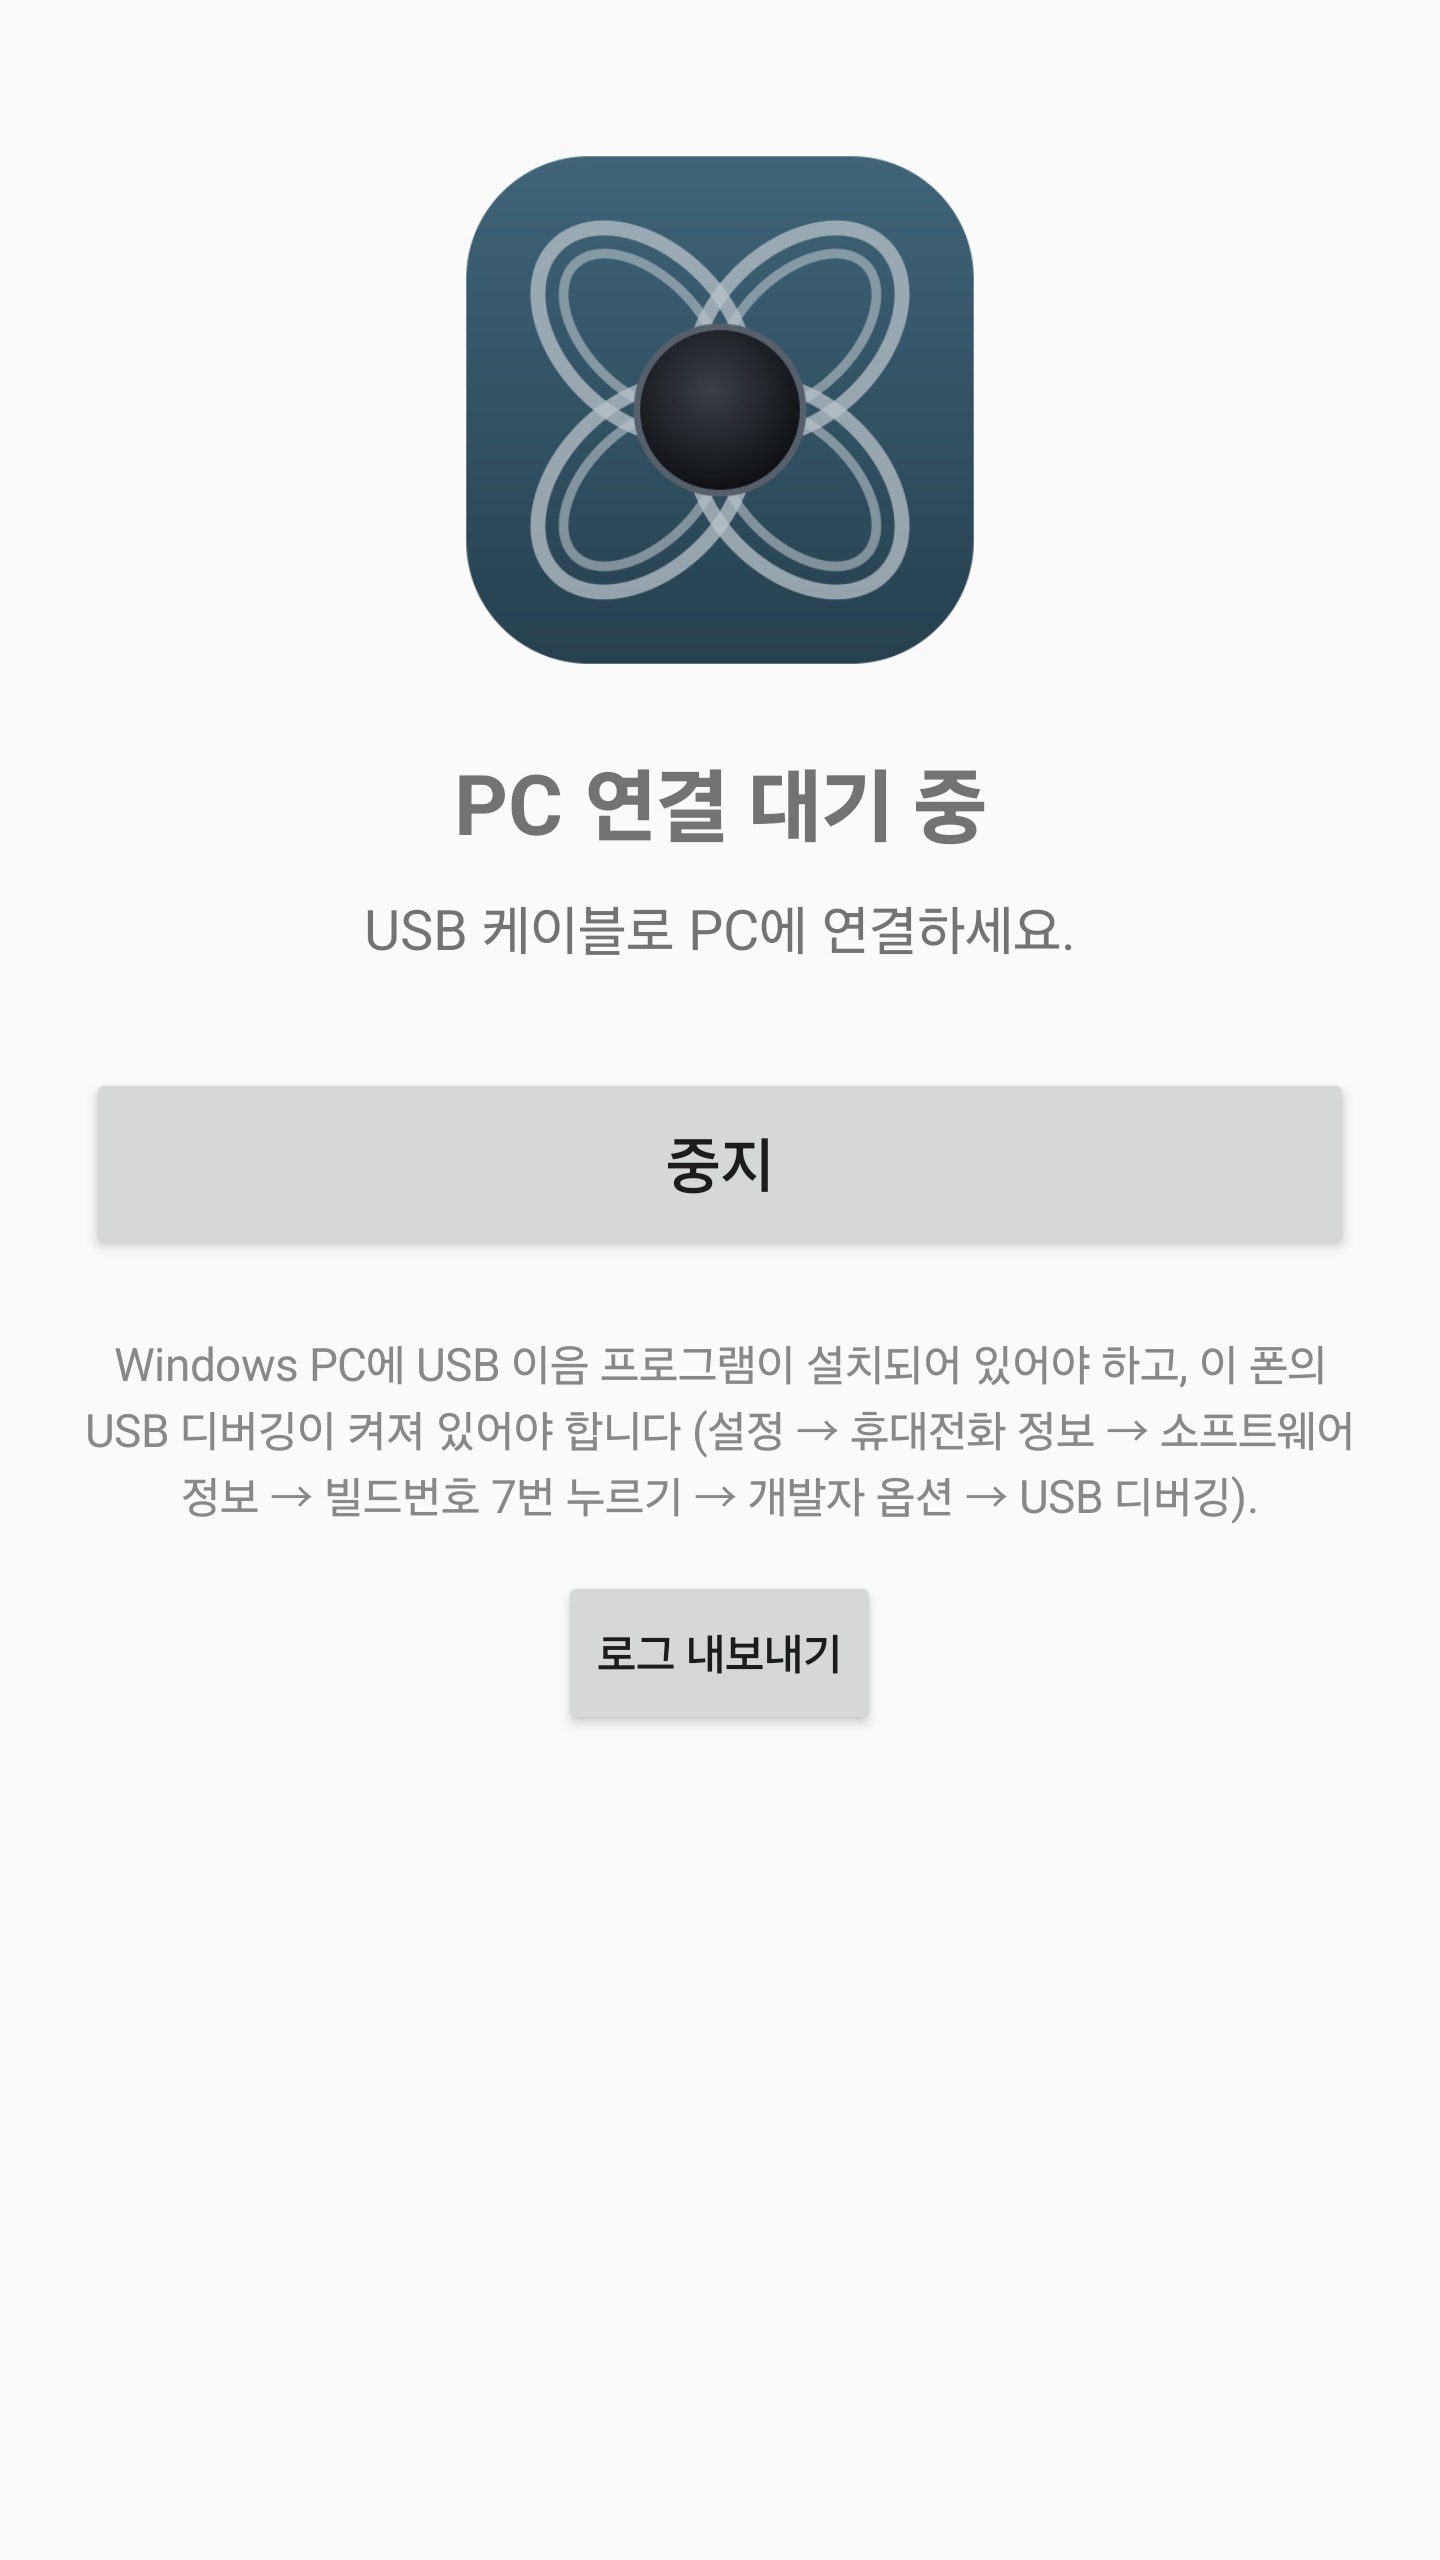 PC 연결 대기 중
USB 케이블로 PC에 연결하세요.
중지
Windows PC에 USB 이음 프로그램이 설치되어 있어야 하고, 이 폰의
USB 디버깅이 켜져 있어야 합니다 (설정 → 휴대전화 정보 → 소프트웨어
정보 → 빌드번호 7번 누르기 → 개발자 옵션 → USB 디버깅).
로그 내보내기